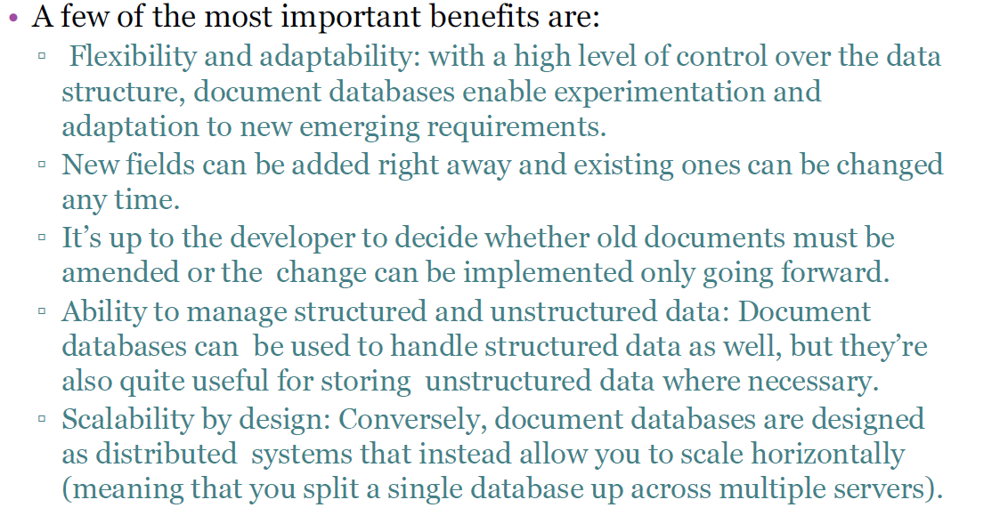 • A few of the most important benefits are:
▫ Flexibility and adaptability: with a high level of control over the data
structure, document databases enable experimentation and
adaptation to new emerging requirements.
▫ New fields can be added right away and existing ones can be changed
any time.
▫ It’s up to the developer to decide whether old documents must be
amended or the  change can be implemented only going forward.
▫ Ability to manage structured and unstructured data: Document
databases can  be used to handle structured data as well, but they’re
also quite useful for storing  unstructured data where necessary.
▫ Scalability by design: Conversely, document databases are designed
as distributed  systems that instead allow you to scale horizontally
(meaning that you split a single database up across multiple servers).